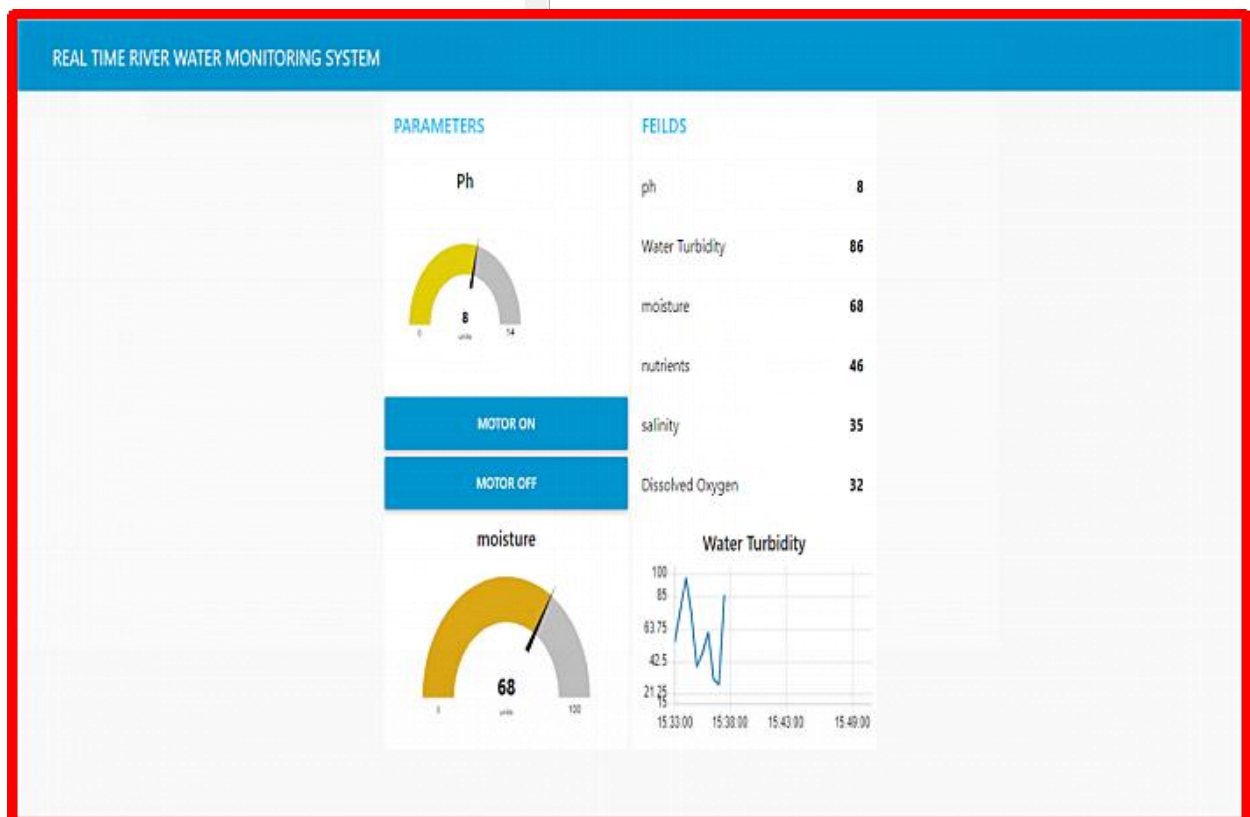 REAL TIME RIVER WATER MONITORING SYSTEM
PARAMETERS
Ph
8
units
0
14
MOTOR ON
MOTOR OFF
moisture
68
units
0
100
FEILDS
ph 8
Water Turbidity 86
moisture 68
nutrients 46
salinity 35
Dissolved Oxygen 32
Water Turbidity
100
85
63.75
42.5
21.25
15
15:33:00 15:38:00 15:43:00 15:49:00